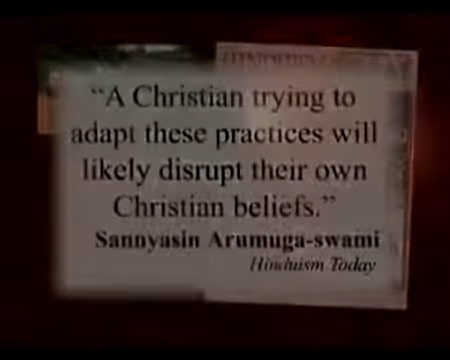 “A Christian trying to
adapt these practices will
likely disrupt their own
Christian beliefs.”
Sannyasin Arumuga-swami
Hinduism Today